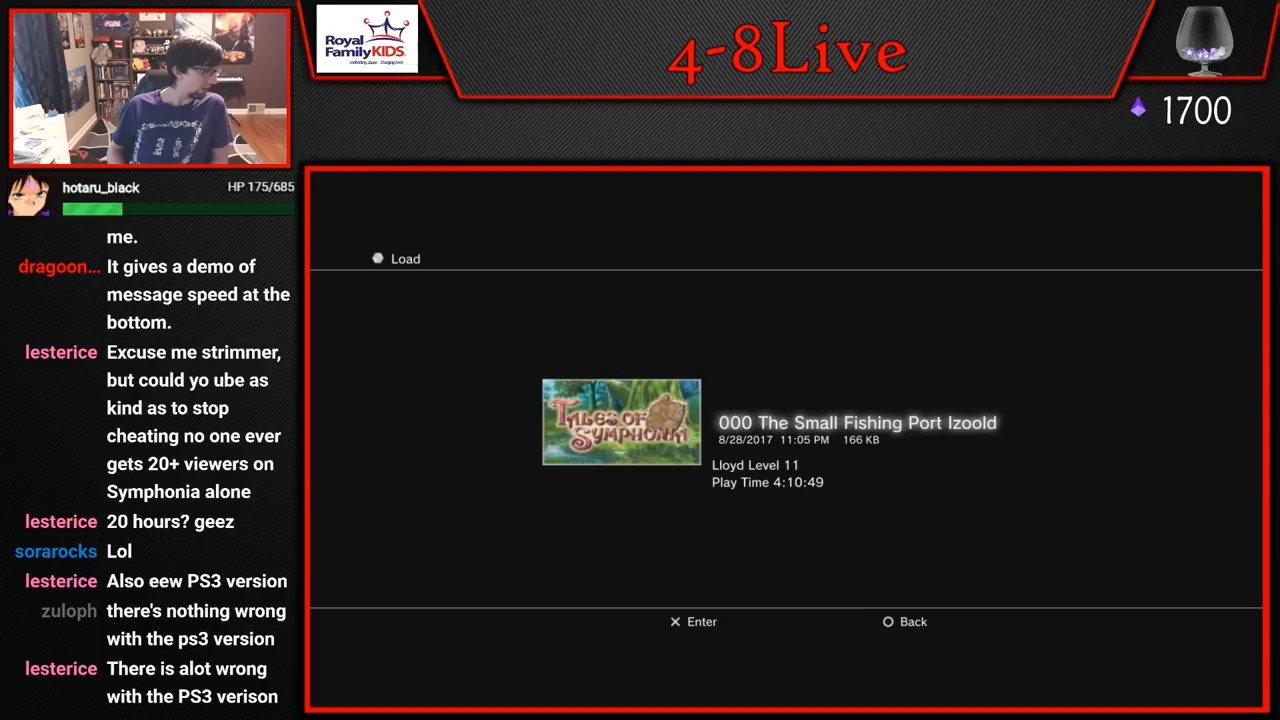 Royal
FamilyKIDS.
4-8Live
1700
hotaru_black HP 175/685
me.
dragoon... It gives a demo of
message speed at the
bottom.
lesterice Excuse me strimmer,
but could yo ube as
kind as to stop
cheating no one ever
gets 20+ viewers on
Symphonia alone
lesterice 20 hours? geez
sorarocks Lol
lesterice Also eew PS3 version
zuloph there's nothing wrong
with the ps3 version
lesterice There is alot wrong
with the PS3 verison
Load
TALES OF
SYMPHONIA
000 The Small Fishing Port Izoold
8/28/2017 11:05 PM 166 KB
Lloyd Level 11
Play Time 4:10:49
Enter
Back